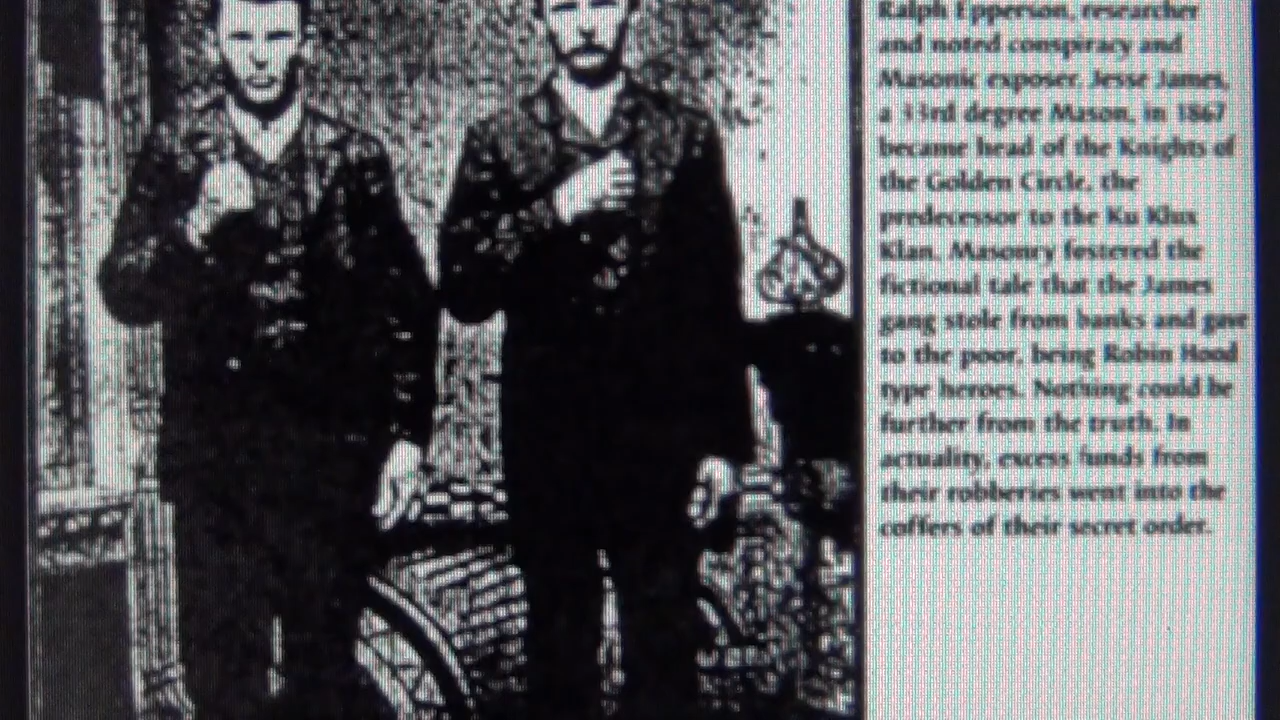 Ralph Epperson, researcher
and noted conspiracy and
Masonic exposer. Jesse James,
a 33rd degree Mason, in 1867
became head of the Knights of
the Golden Circle, the
predecessor to the Ku Klux
Klan. Masonry fostered the
fictional tale that the James
gang stole from banks and gave
to the poor, being Robin Hood
type heroes. Nothing could be
further from the truth. In
actuality, excess funds from
their robberies went into the
coffers of their secret order.